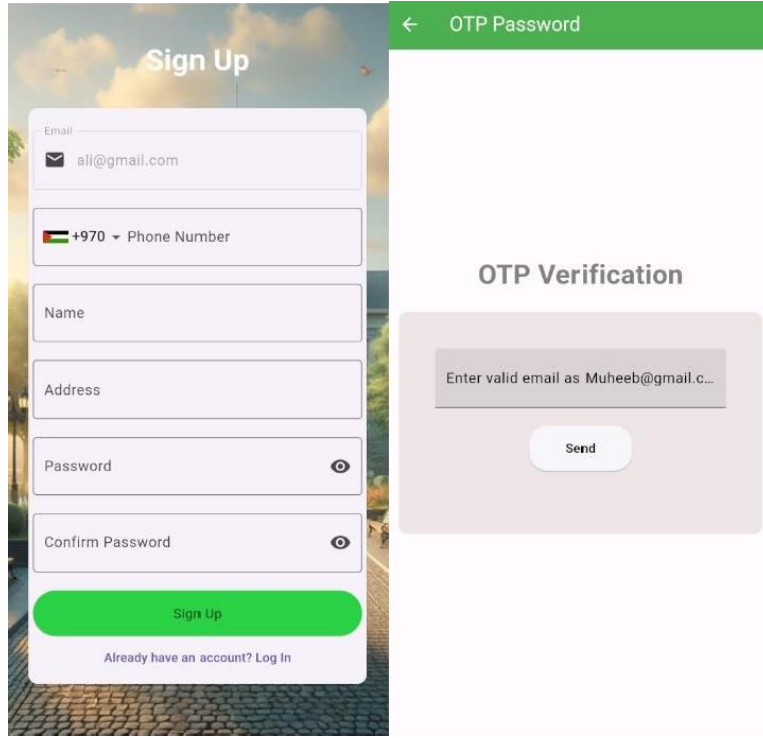 Sign Up
Email
ali@gmail.com
+970 Phone Number
Name
Address
Password
Confirm Password
Sign Up
Already have an account? Log In
OTP Password
OTP Verification
Enter valid email as Muheeb@gmail.c...
Send